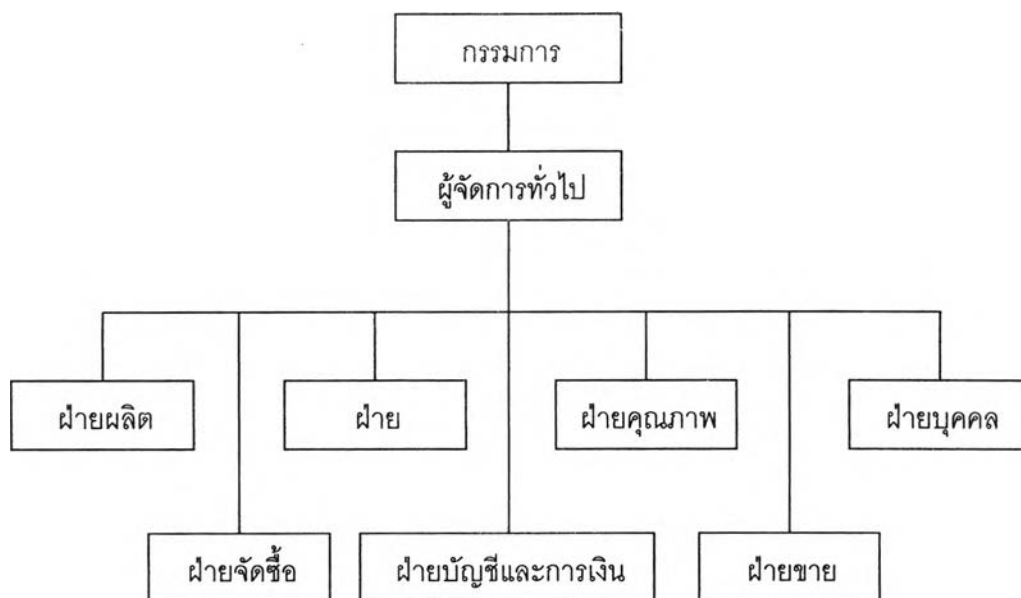 กรรมการ
ผู้จัดการทั่วไป
ฝ่ายผลิต
ฝ่าย
ฝ่ายคุณภาพ
ฝ่ายบุคคล
ฝ่ายจัดซื้อ
ฝ่ายบัญชีและการเงิน
ฝ่ายขาย